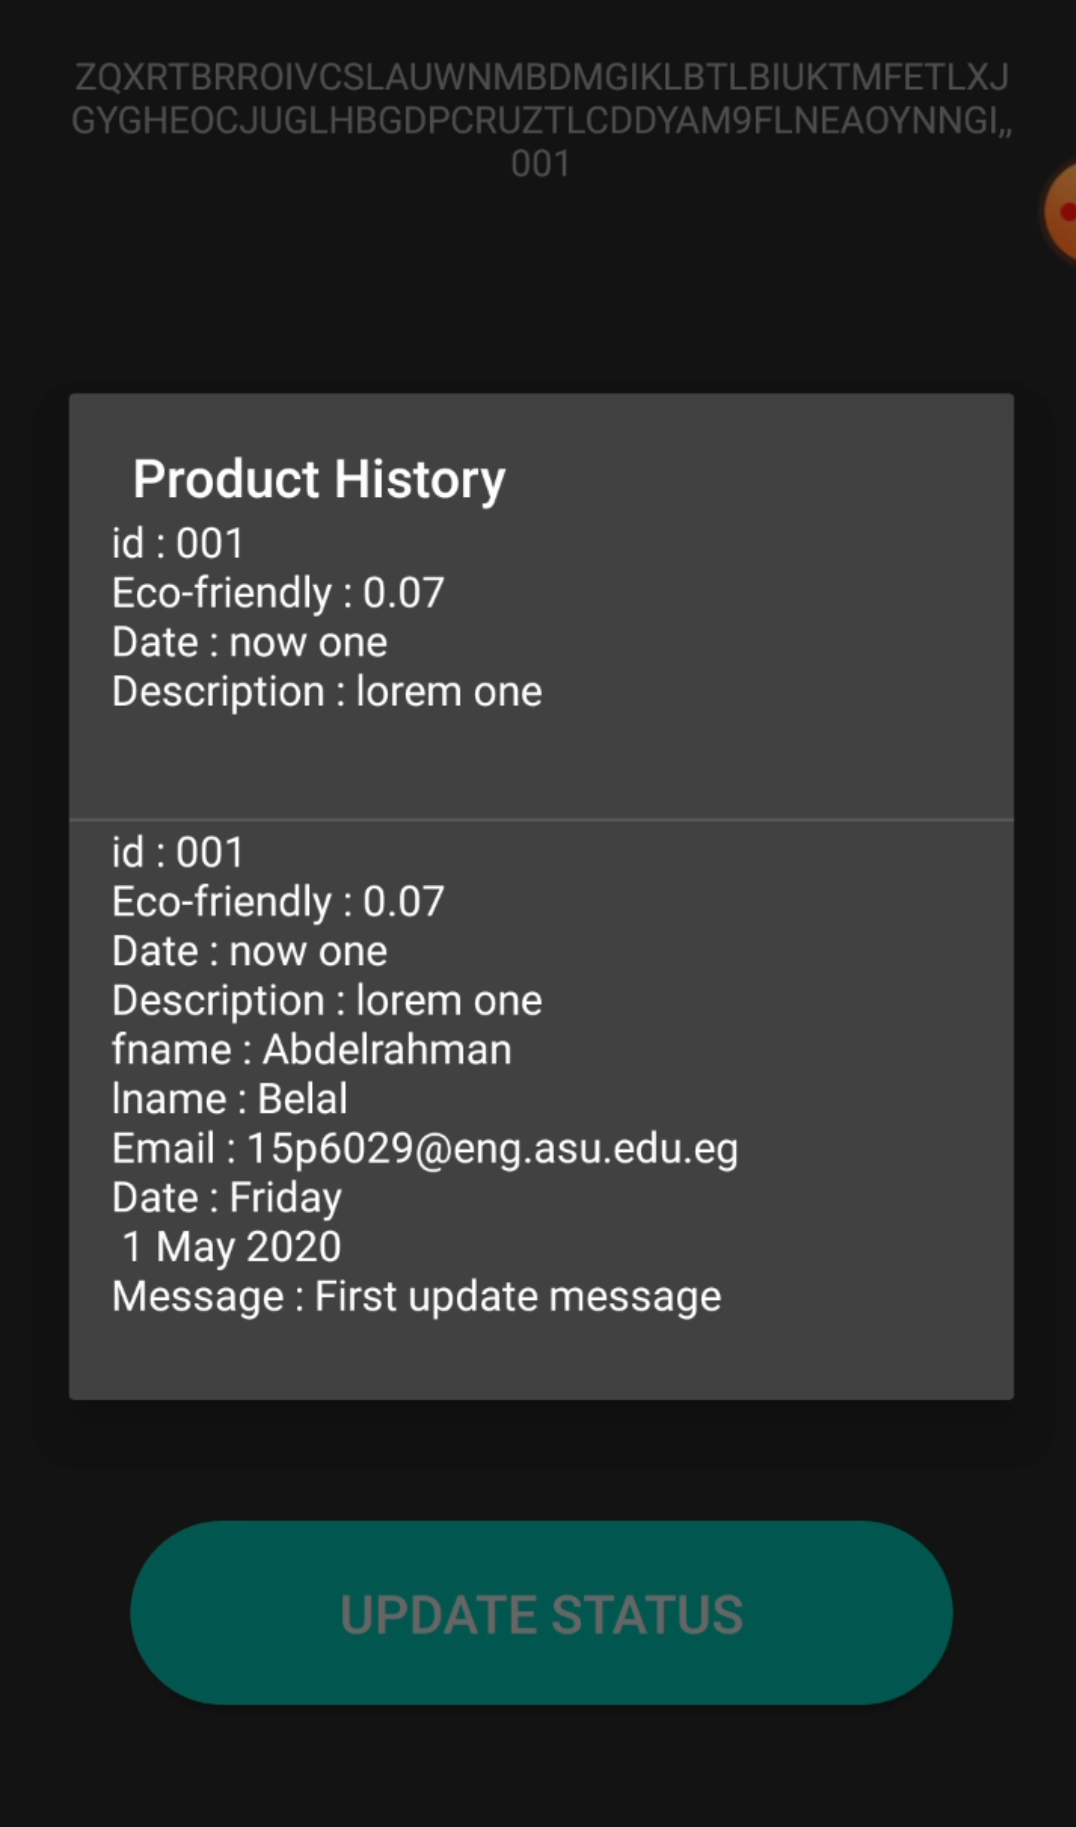 ZQXRTBRROIVCSLAUWNMBDMGIKLBTLBIUKTMFETLXJ
GYGHEOCJUGLHBGDPCRUZTLCDDYAM9FLNEAOYNNGI,,
001
Product History
id : 001
Eco-friendly : 0.07
Date : now one
Description : lorem one
id : 001
Eco-friendly : 0.07
Date : now one
Description : lorem one
fname : Abdelrahman
lname : Belal
Email : 15p6029@eng.asu.edu.eg
Date : Friday
1 May 2020
Message : First update message
UPDATE STATUS